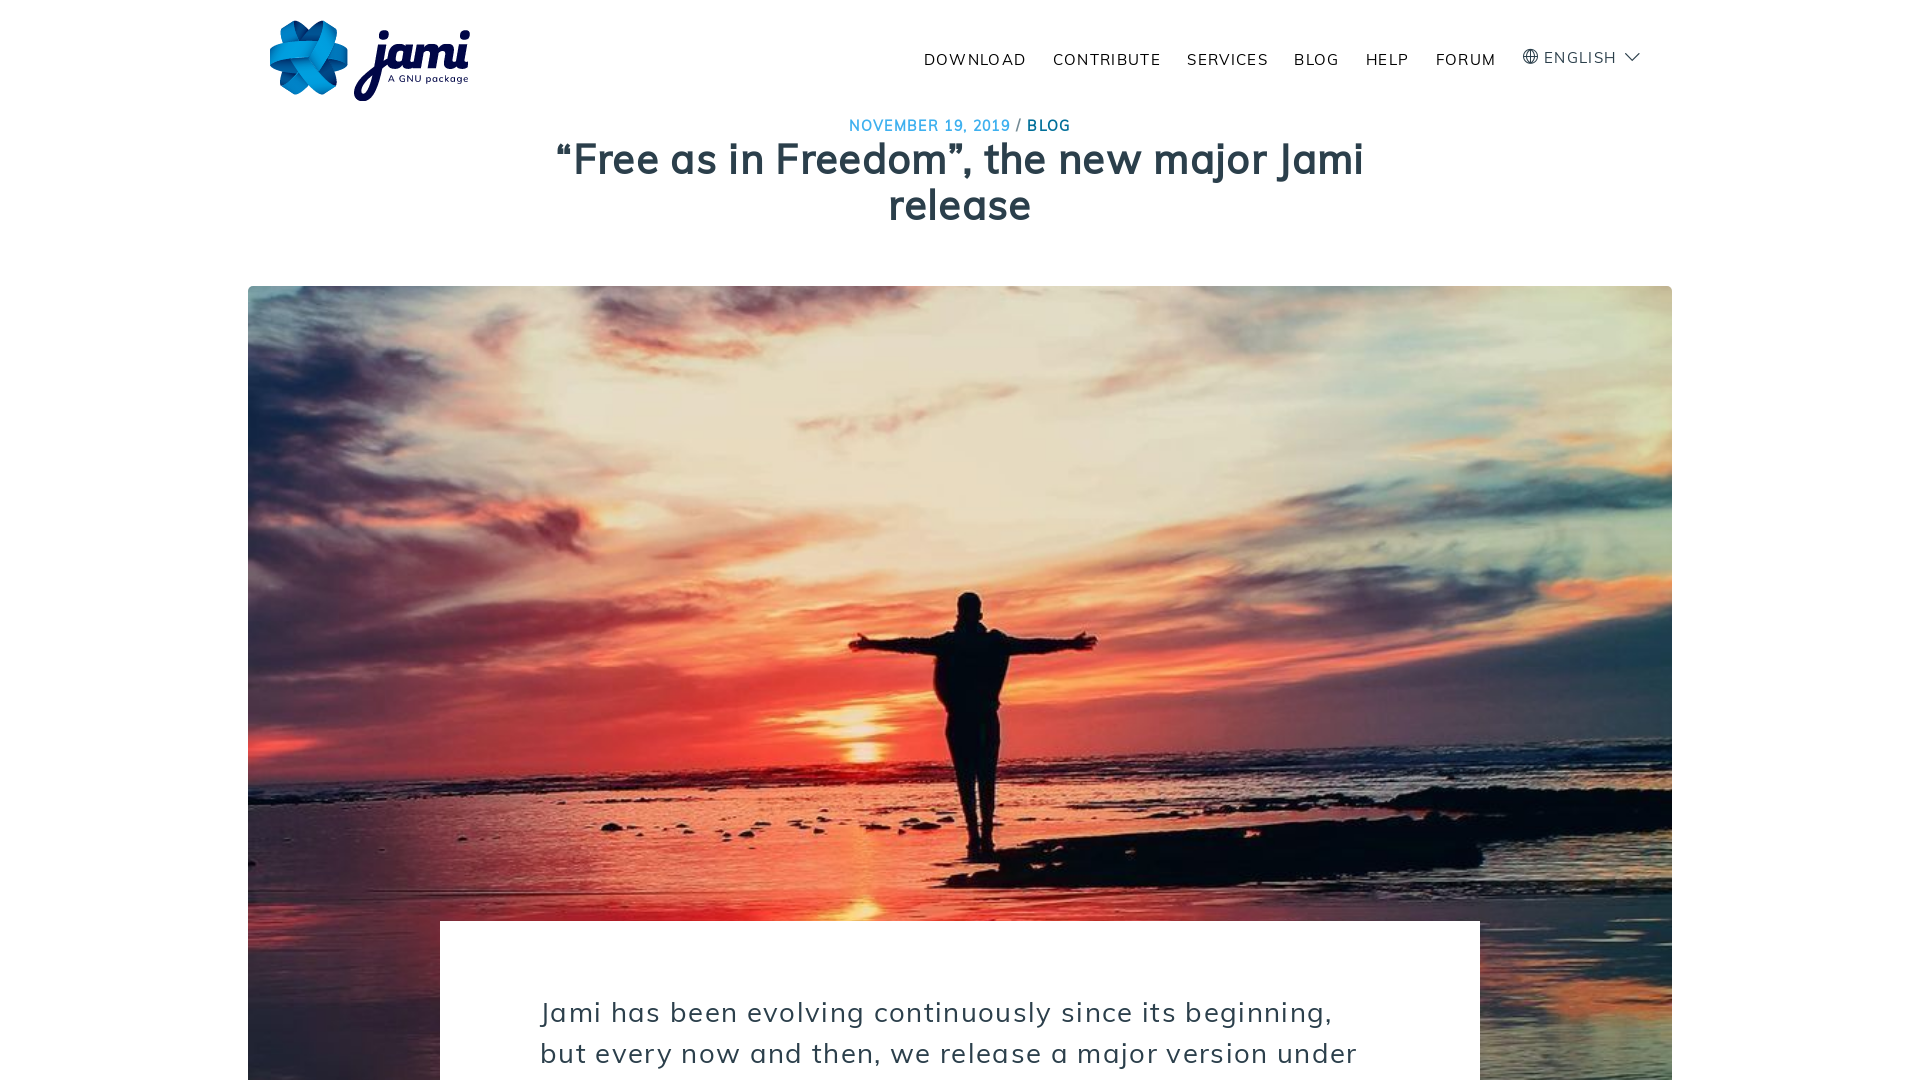 jami
A GNU package
DOWNLOAD CONTRIBUTE SERVICES BLOG HELP FORUM ENGLISH
NOVEMBER 19, 2019 / BLOG
“Free as in Freedom”, the new major Jami
release
Jami has been evolving continuously since its beginning,
but every now and then, we release a major version under